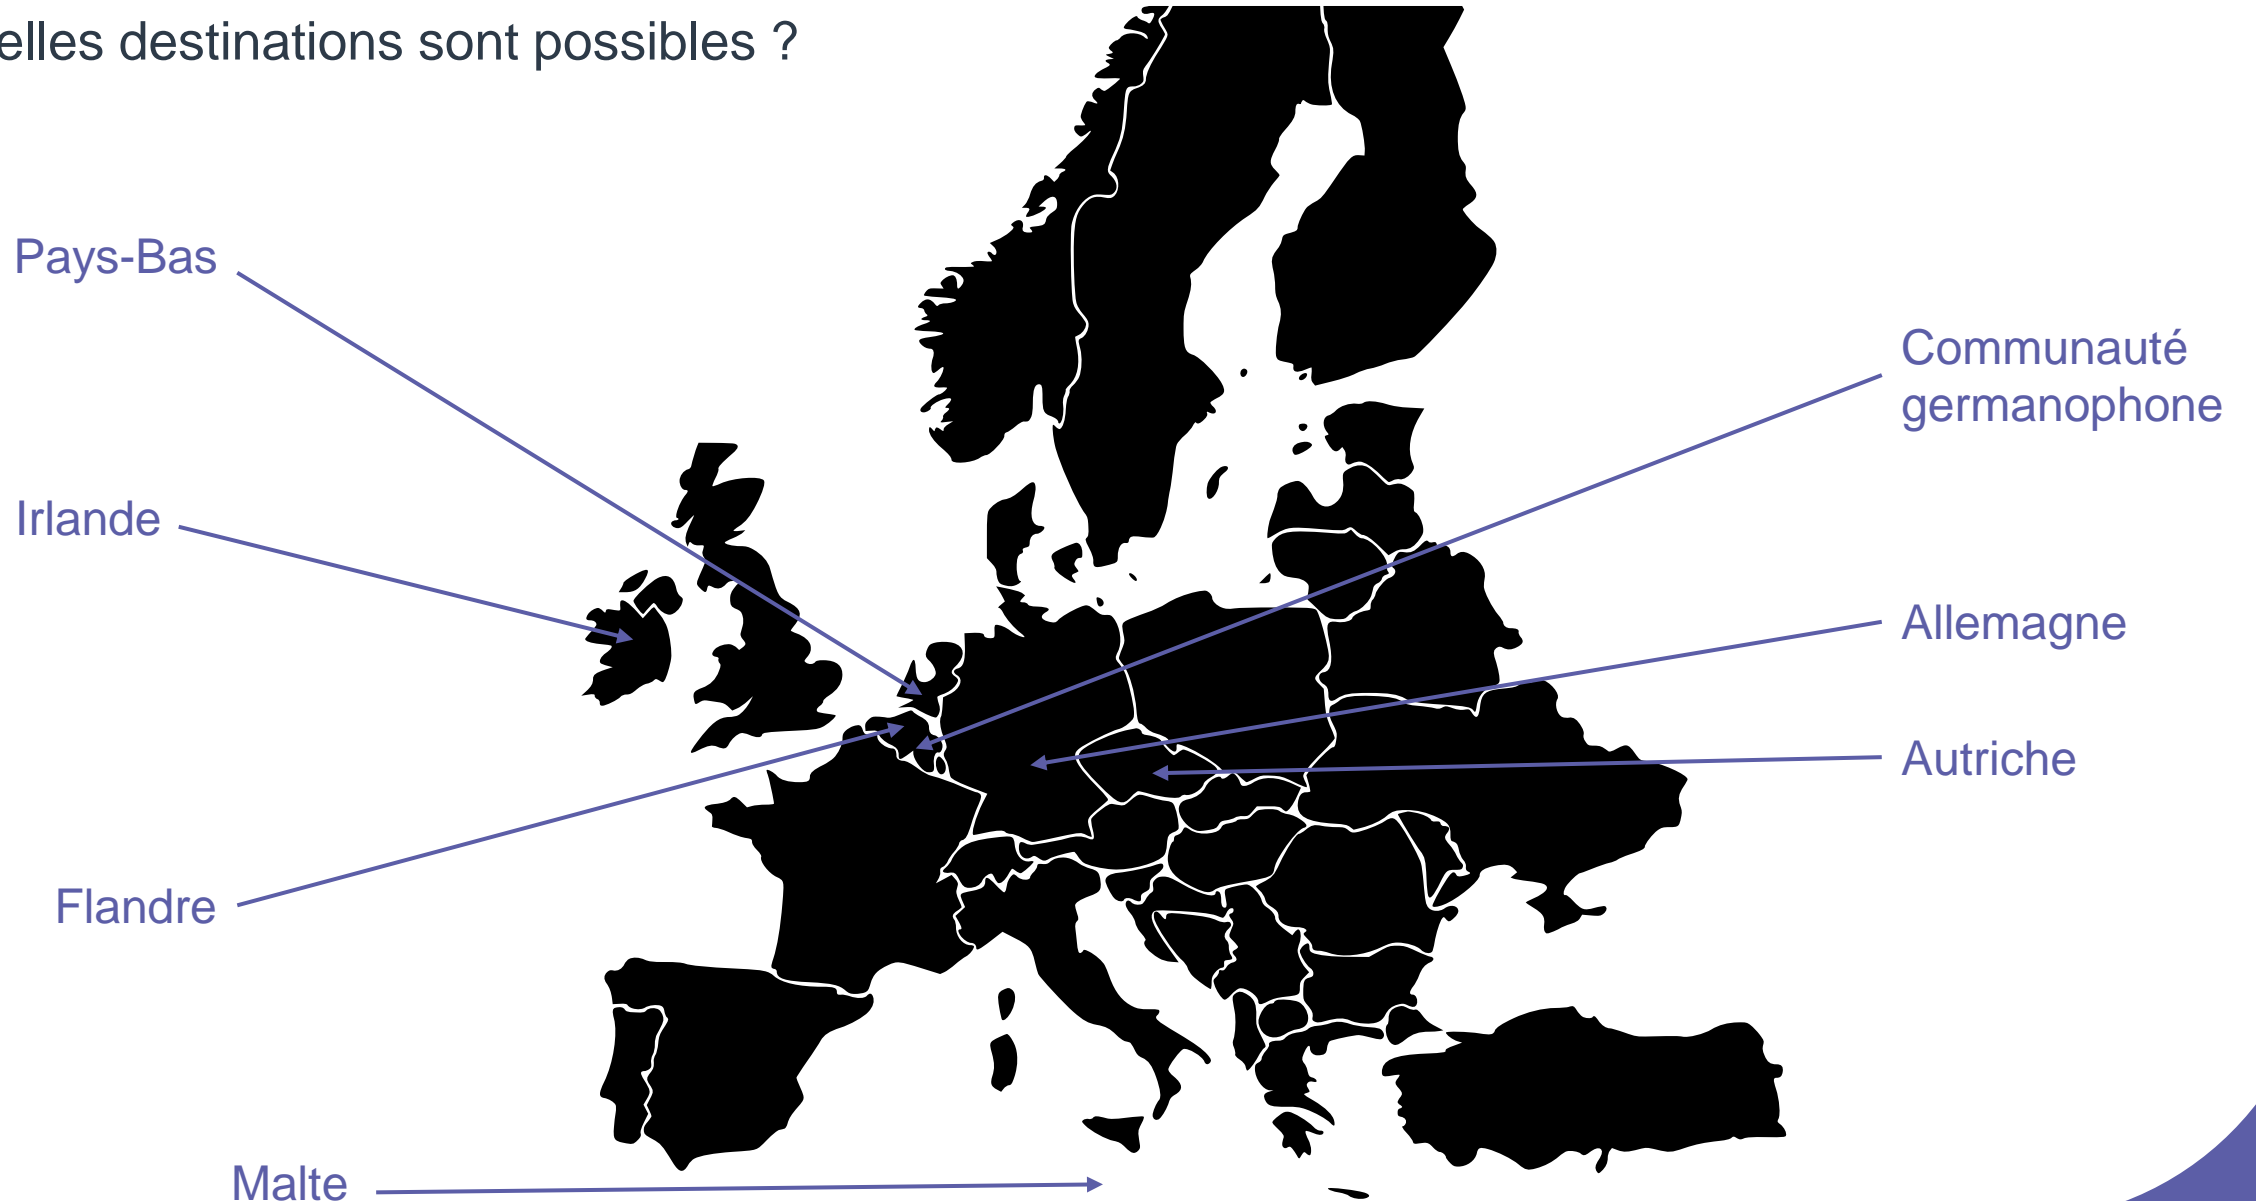 elles destinations sont possibles ?
Pays-Bas
Irlande
Flandre
Malte
Communauté
germanophone
Allemagne
Autriche